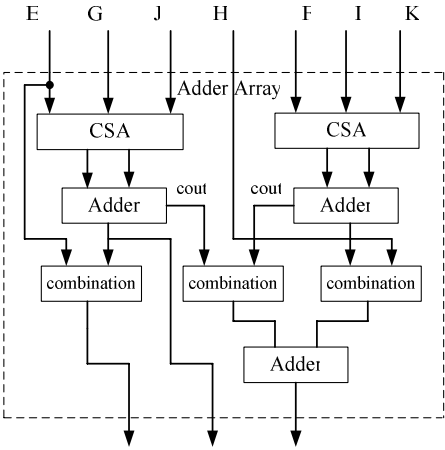 E G J H F I K
Adder Array
CSA CSA
cout cout
Adder Adder
combination combination combination
Adder